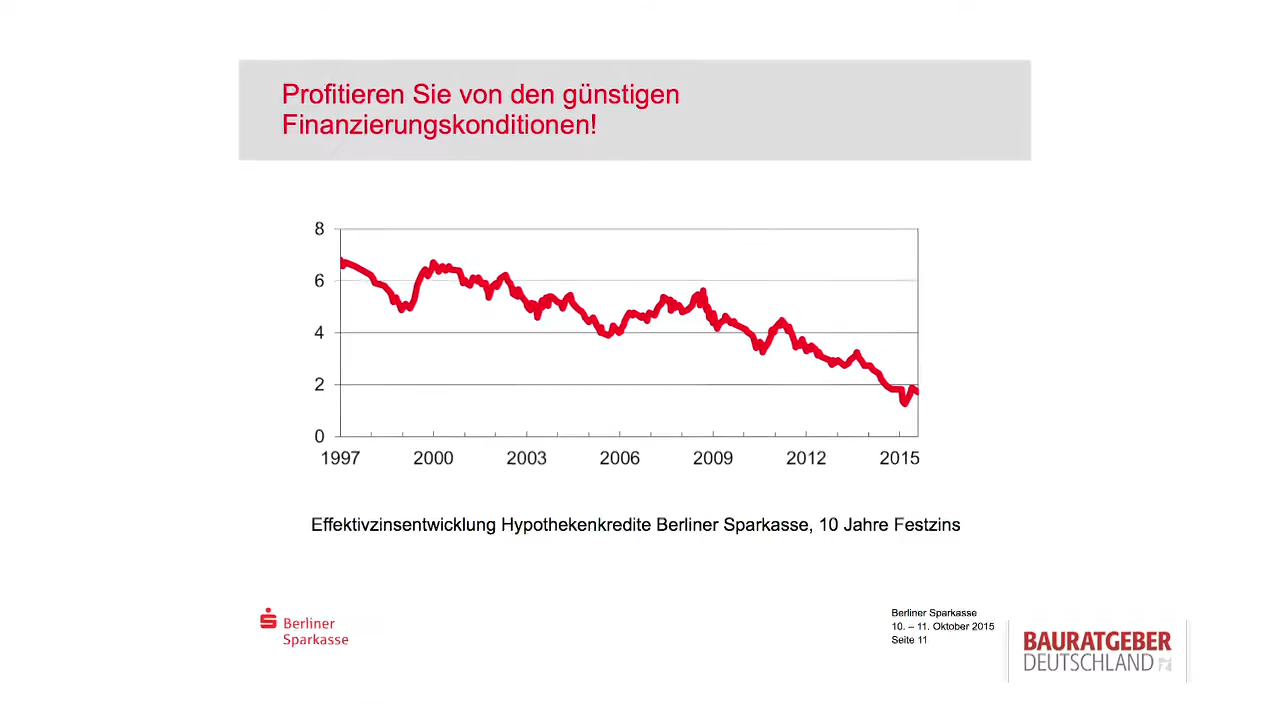 Profitieren Sie von den günstigen
Finanzierungskonditionen!
8
6
4
2
0
1997 2000 2003 2006 2009 2012 2015
Effektivzinsentwicklung Hypothekenkredite Berliner Sparkasse, 10 Jahre Festzins
Berliner
Sparkasse
Berliner Sparkasse
10. – 11. Oktober 2015
Seite 11
BAURATGEBER
DEUTSCHLAND